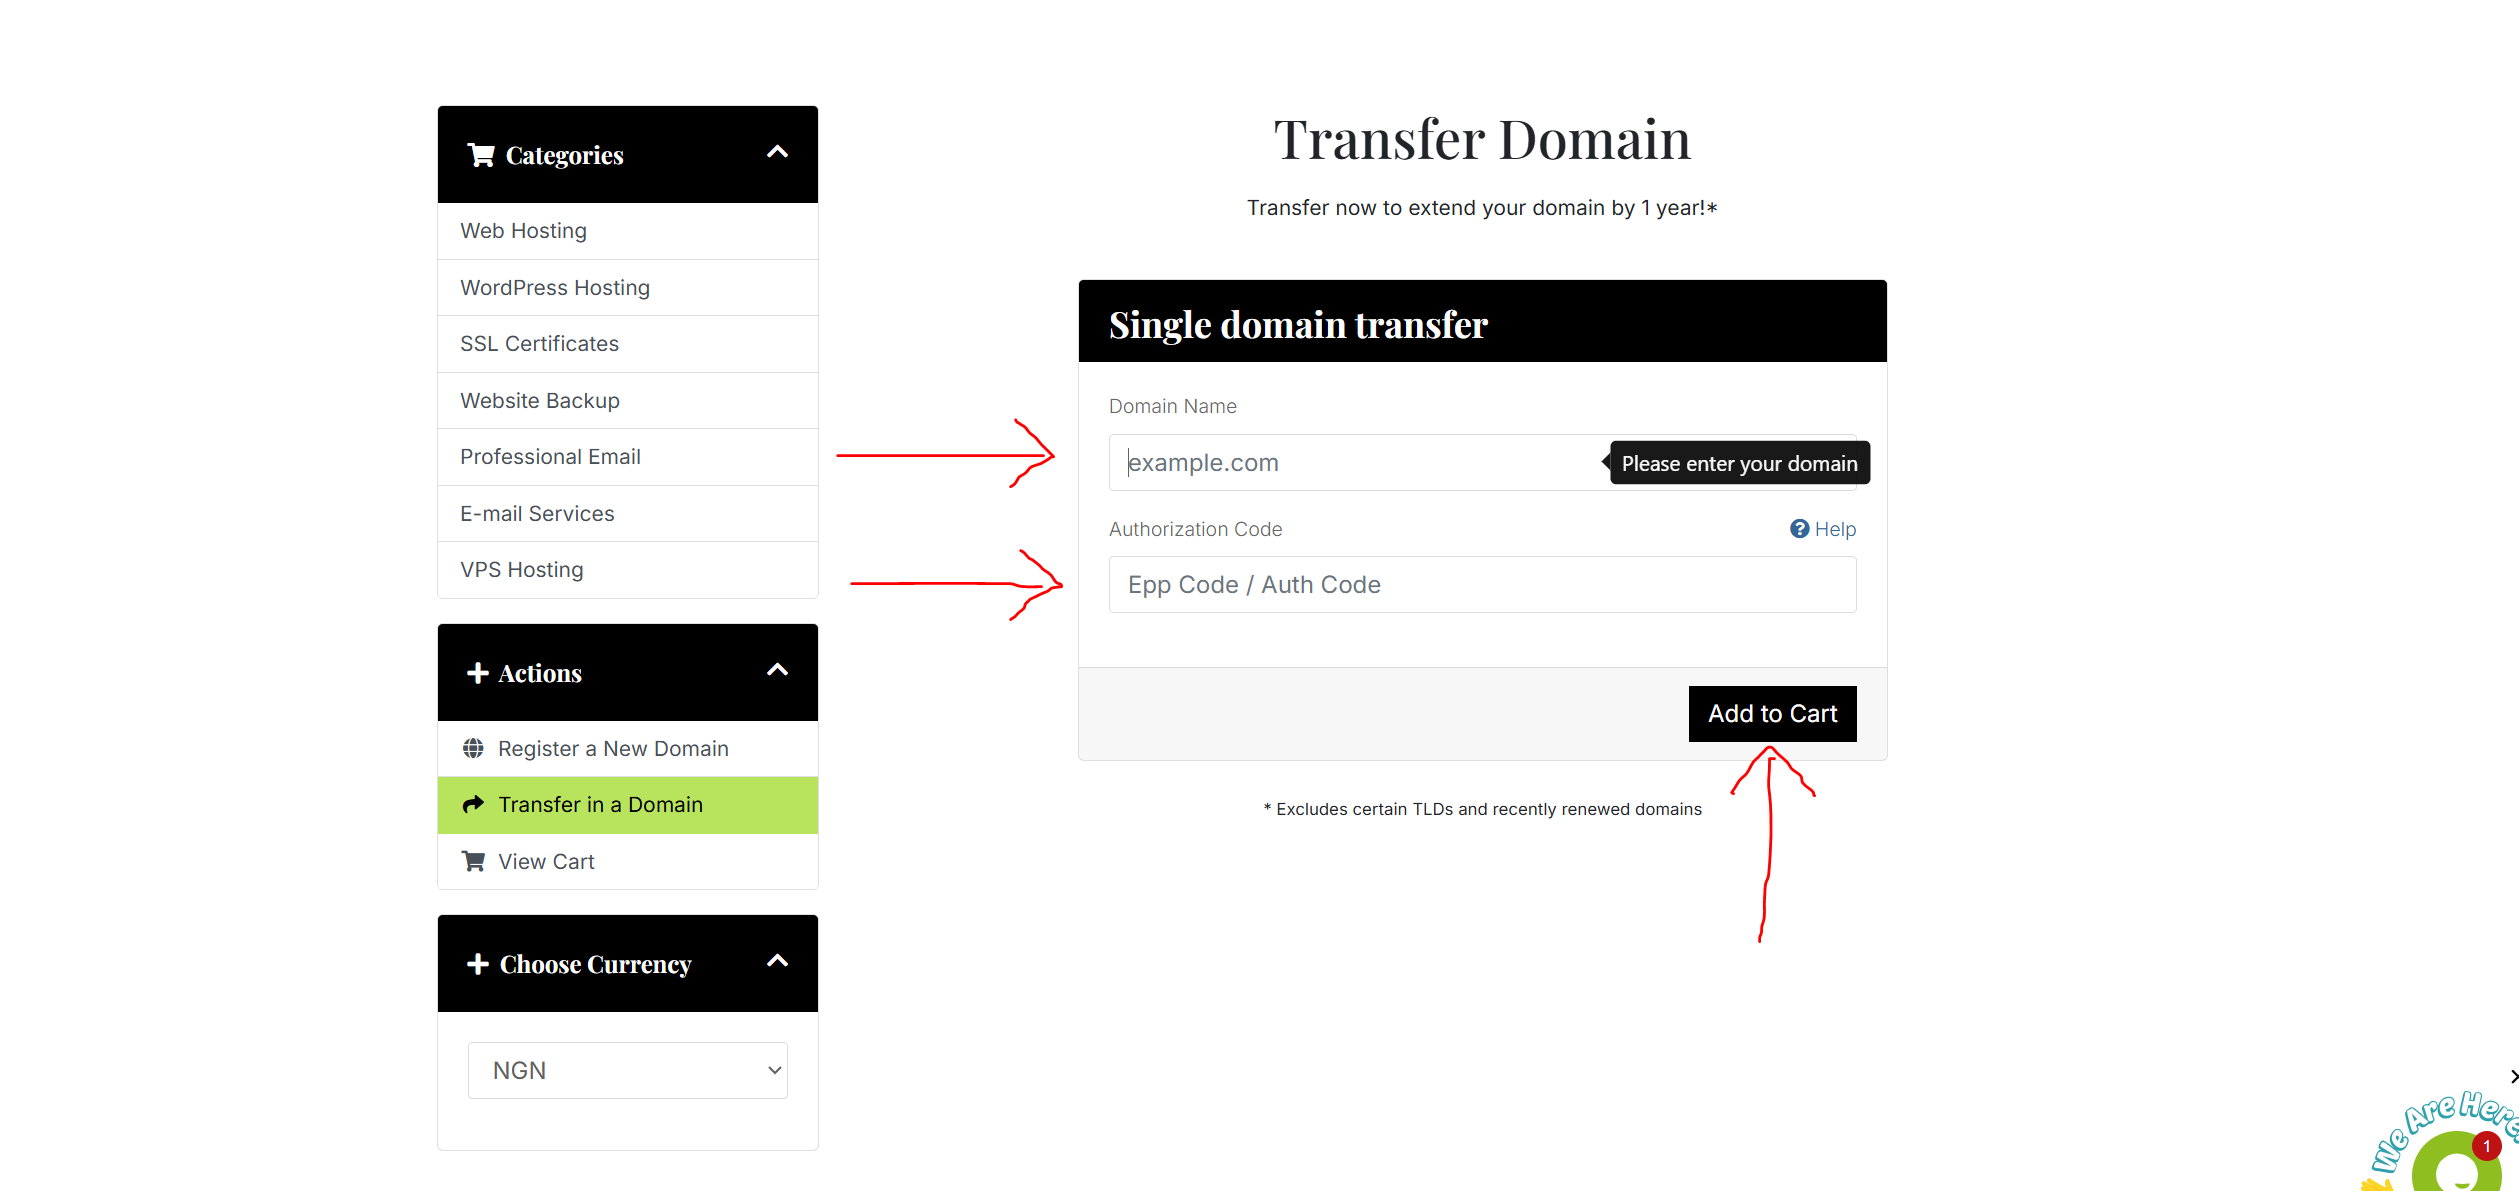 Categories
Web Hosting
WordPress Hosting
SSL Certificates
Website Backup
Professional Email
E-mail Services
VPS Hosting
Actions
Register a New Domain
Transfer in a Domain
View Cart
Choose Currency
NGN
Transfer Domain
Transfer now to extend your domain by 1 year!*
Single domain transfer
Domain Name
example.com
Please enter your domain
Authorization Code
Help
Epp Code / Auth Code
Add to Cart
* Excludes certain TLDs and recently renewed domains
We Are Here
1